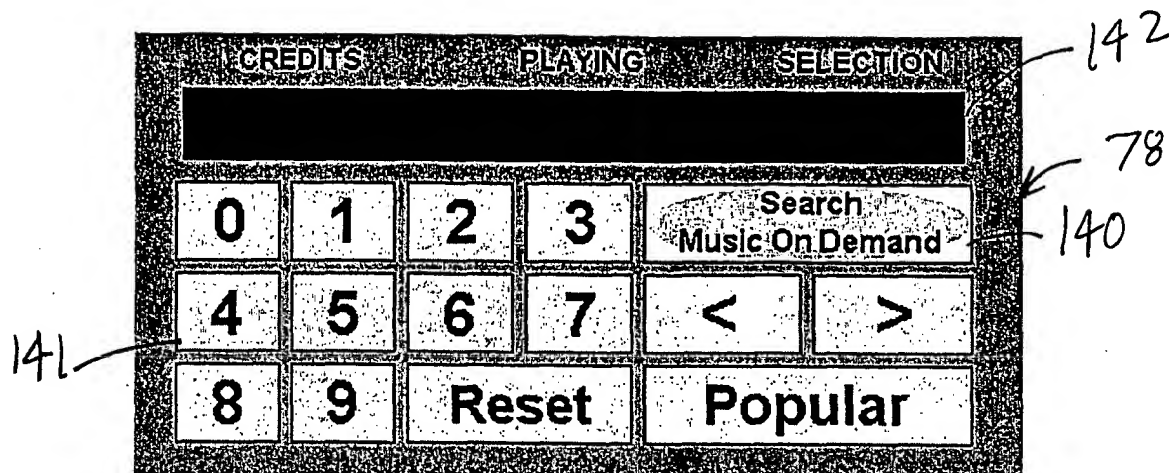 CREDITS PLAYING SELECTION
142
78
0 1 2 3 Search
Music On Demand
140
4 5 6 7 < >
141
8 9 Reset Popular